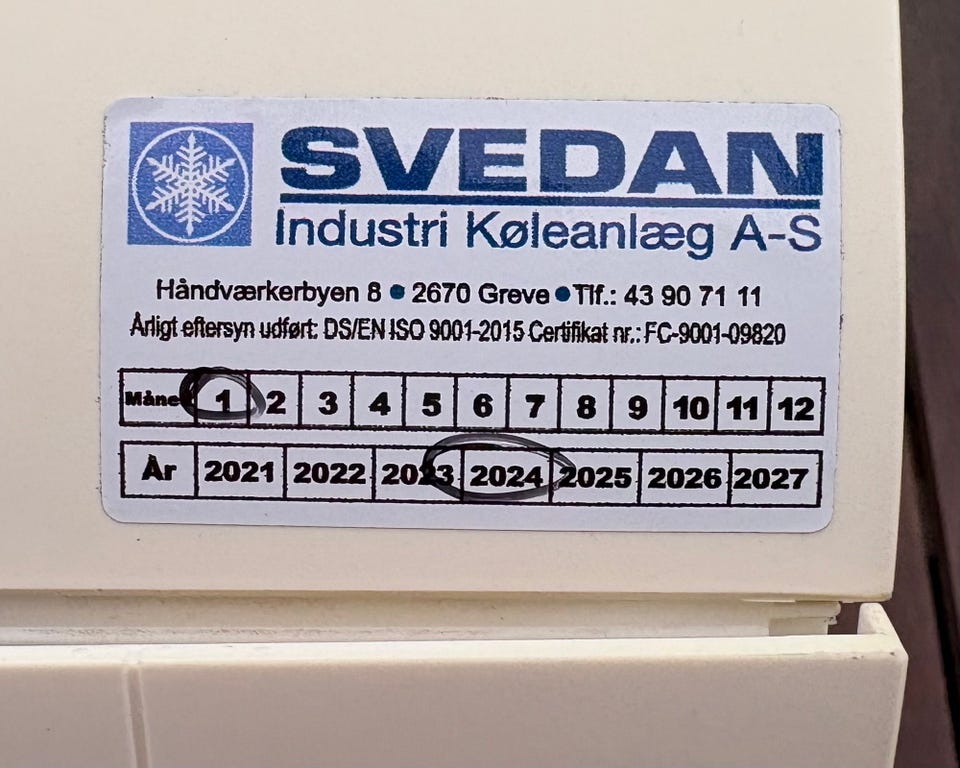 SVEDAN
Industri Køleanlæg A-S
Håndværkerbyen 8 • 2670 Greve • Tlf.: 43 90 71 11
Årligt eftersyn udført: DS/EN ISO 9001-2015 Certifikat nr.: FC-9001-09820
Måne 1 2 3 4 5 6 7 8 9 10 11 12
År 2021 2022 2023 2024 2025 2026 2027